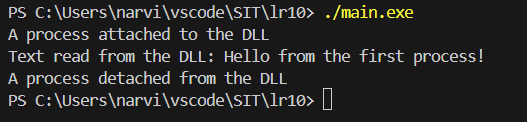 PS C:\Users\narvi\vscode\SIT\lr10> ./main.exe
A process attached to the DLL
Text read from the DLL: Hello from the first process!
A process detached from the DLL
PS C:\Users\narvi\vscode\SIT\lr10>